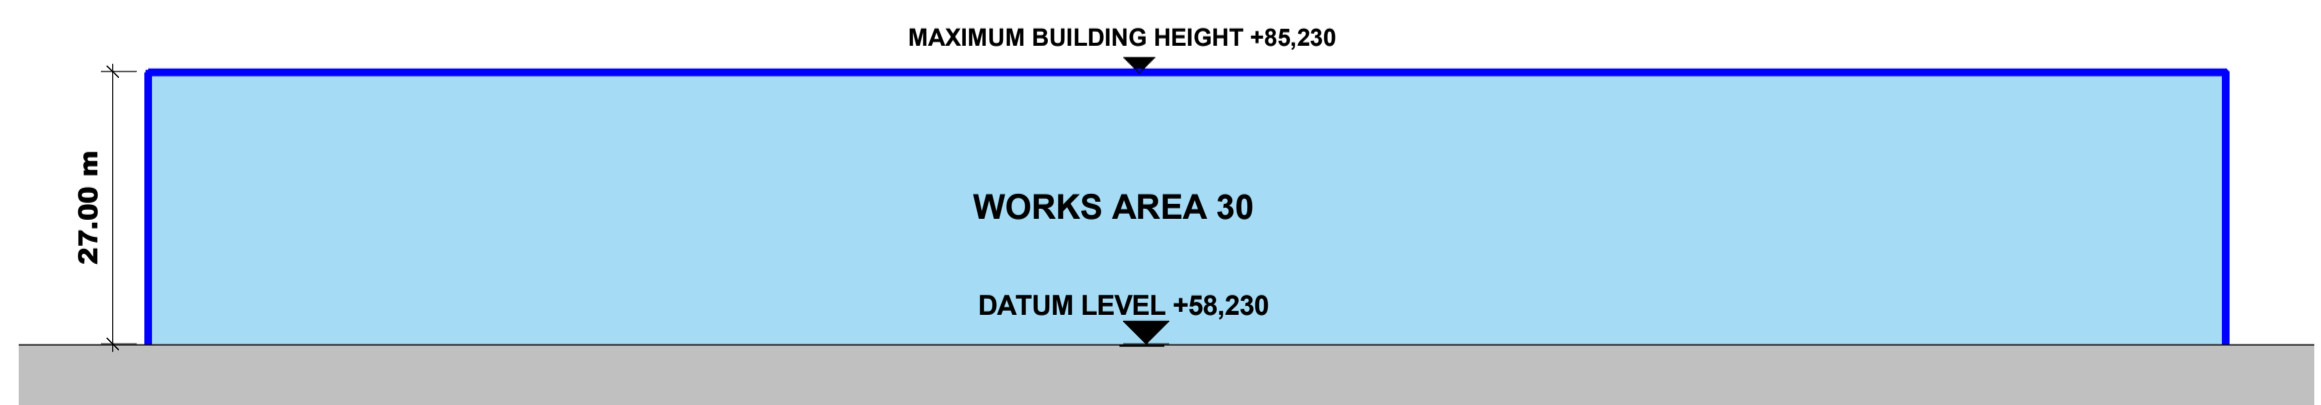 MAXIMUM BUILDING HEIGHT +85,230
27.00 m
WORKS AREA 30
DATUM LEVEL +58,230